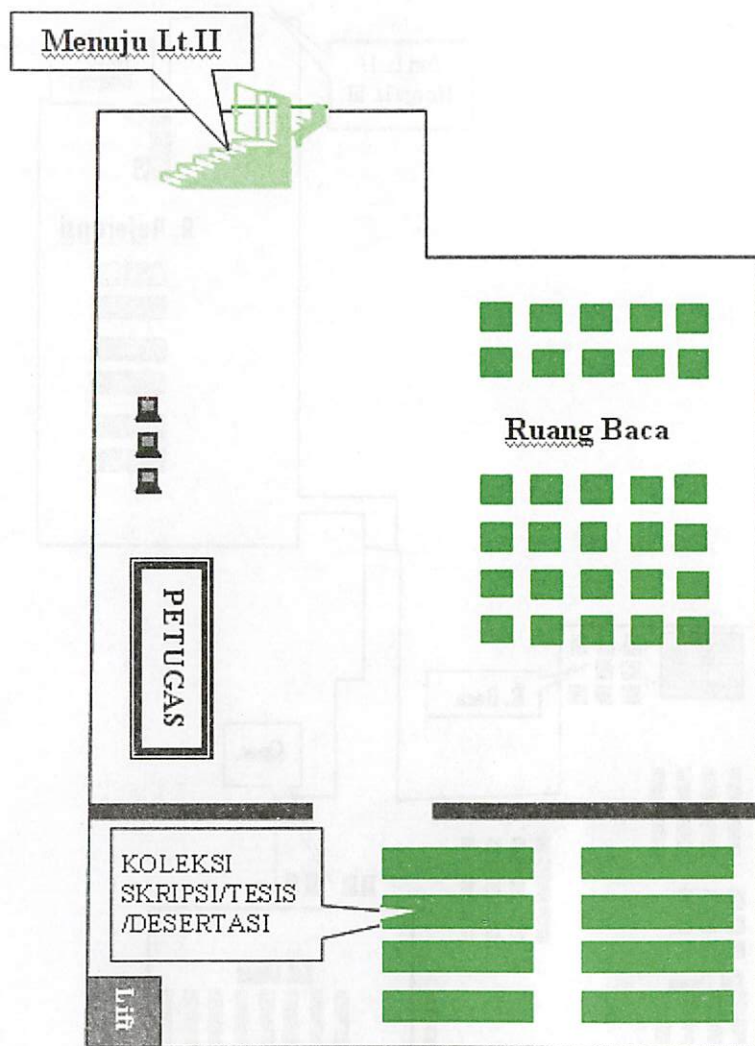 Menuju Lt.II
Ruang Baca
PETUGAS
KOLEKSI
SKRIPSI/TESIS
/DESERTASI
Lift